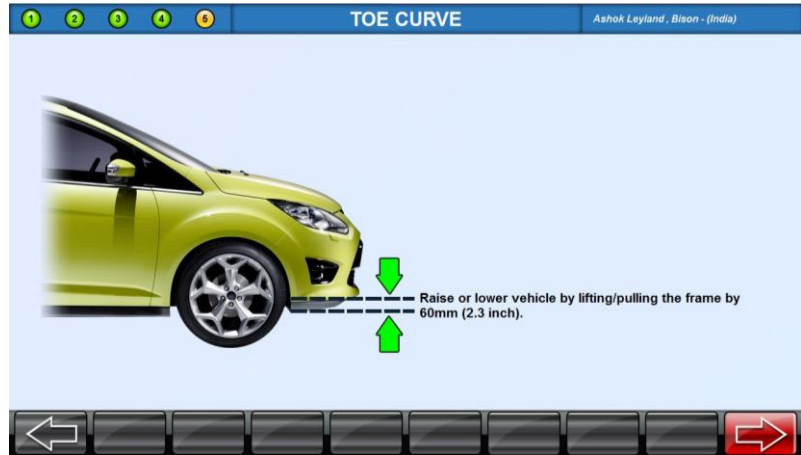 1 2 3 4 5
TOE CURVE
Ashok Leyland , Bison - (India)
Raise or lower vehicle by lifting/pulling the frame by
60mm (2.3 inch).